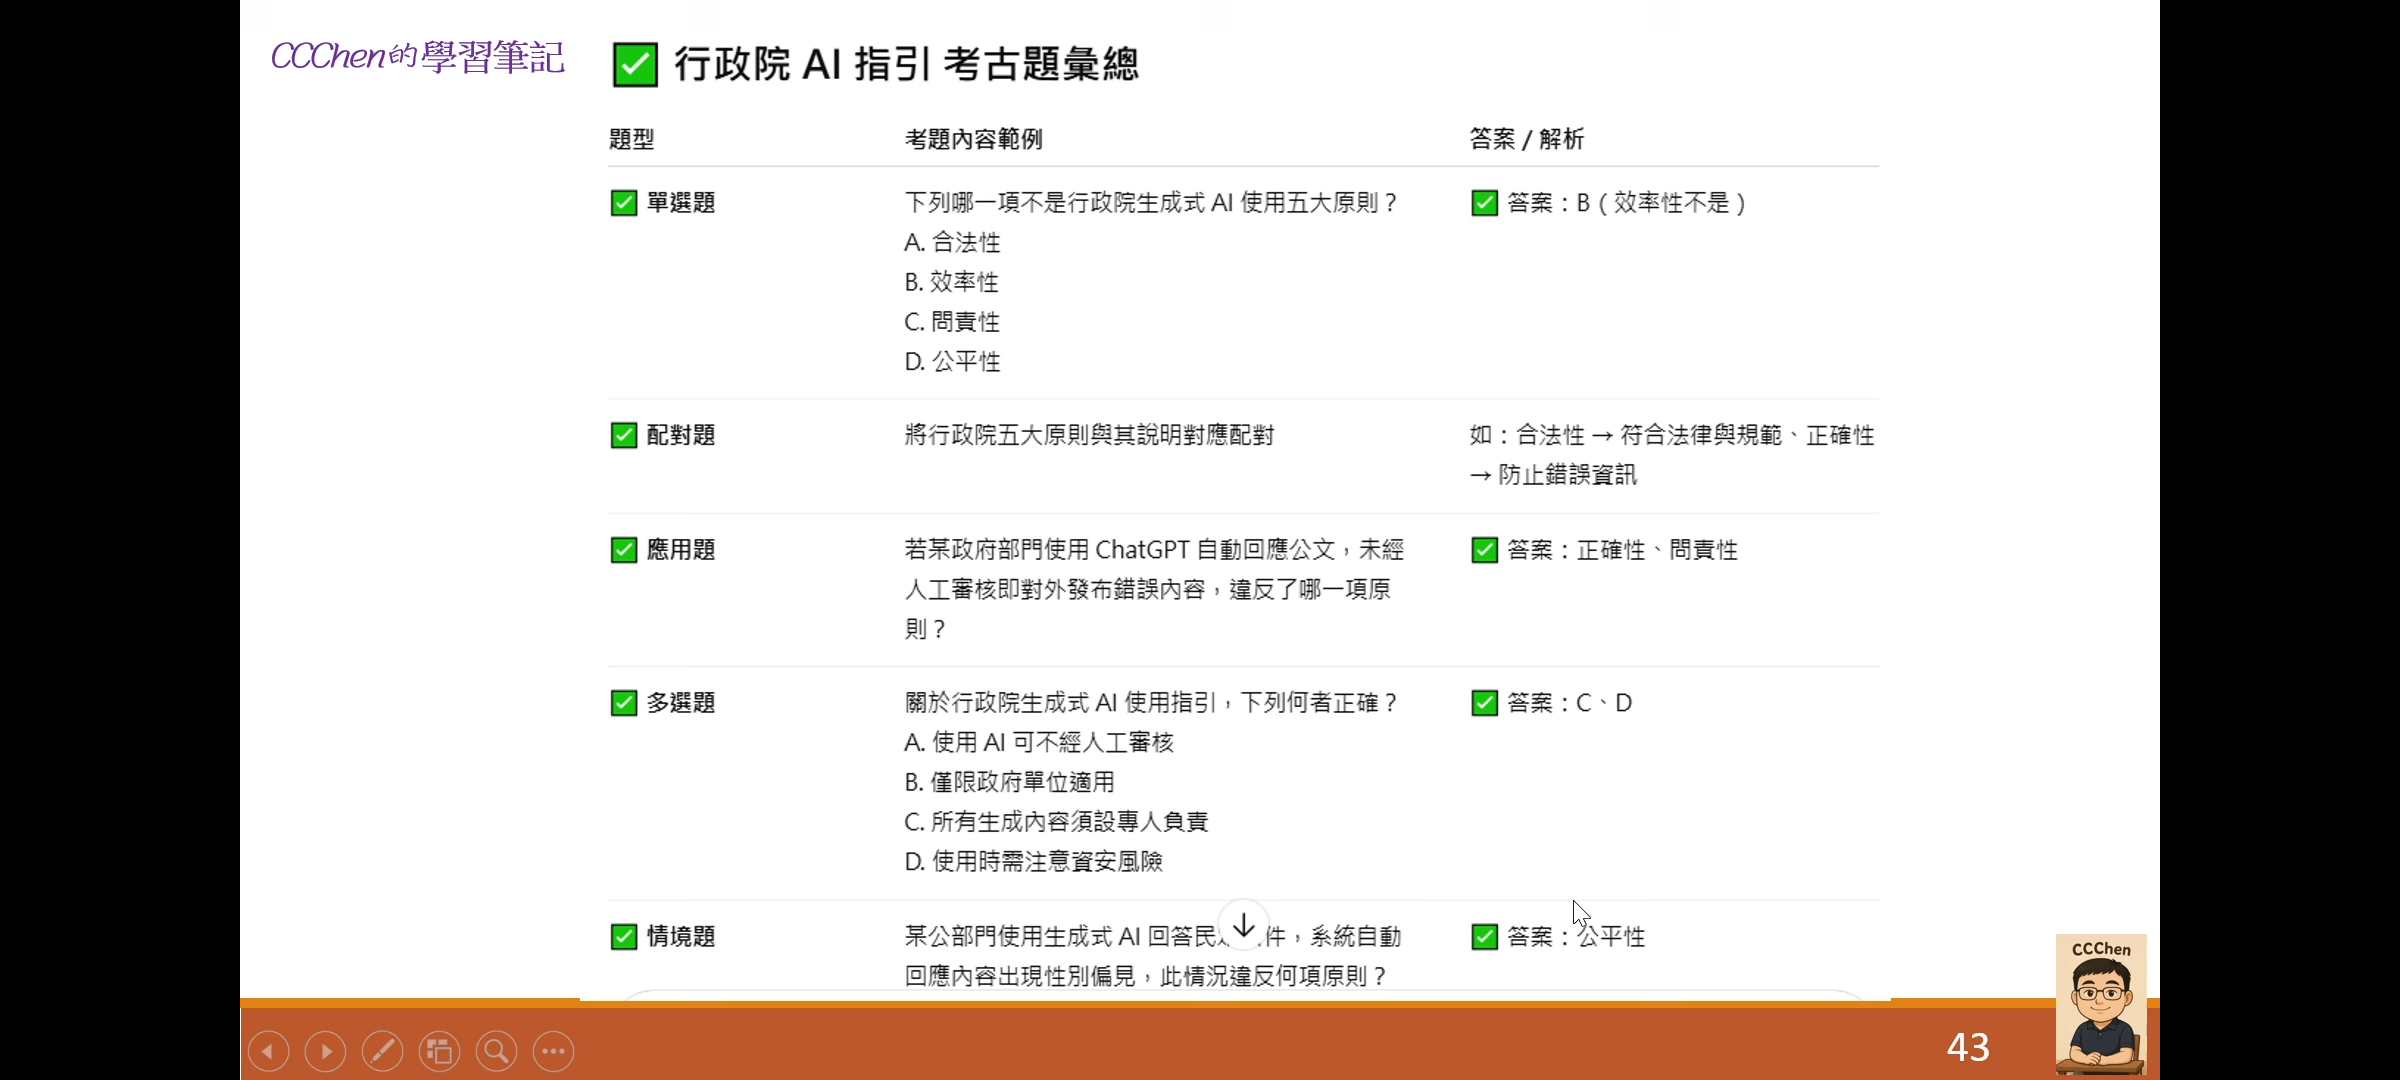 CCChen的學習筆記
行政院 AI 指引 考古題彙總
題型 考題內容範例 答案 / 解析
單選題 下列哪一項不是行政院生成式 AI 使用五大原則？ 答案：B（效率性不是）
A. 合法性
B. 效率性
C. 問責性
D. 公平性
配對題 將行政院五大原則與其說明對應配對 如：合法性 → 符合法律與規範、正確性
→ 防止錯誤資訊
應用題 若某政府部門使用 ChatGPT 自動回應公文，未經 答案：正確性、問責性
人工審核即對外發布錯誤內容，違反了哪一項原
則？
多選題 關於行政院生成式 AI 使用指引，下列何者正確？ 答案：C、D
A. 使用 AI 可不經人工審核
B. 僅限政府單位適用
C. 所有生成內容須設專人負責
D. 使用時需注意資安風險
情境題 某公部門使用生成式 AI 回答民 件，系統自動 答案：公平性
回應內容出現性別偏見，此情況違反何項原則？
CCChen
43